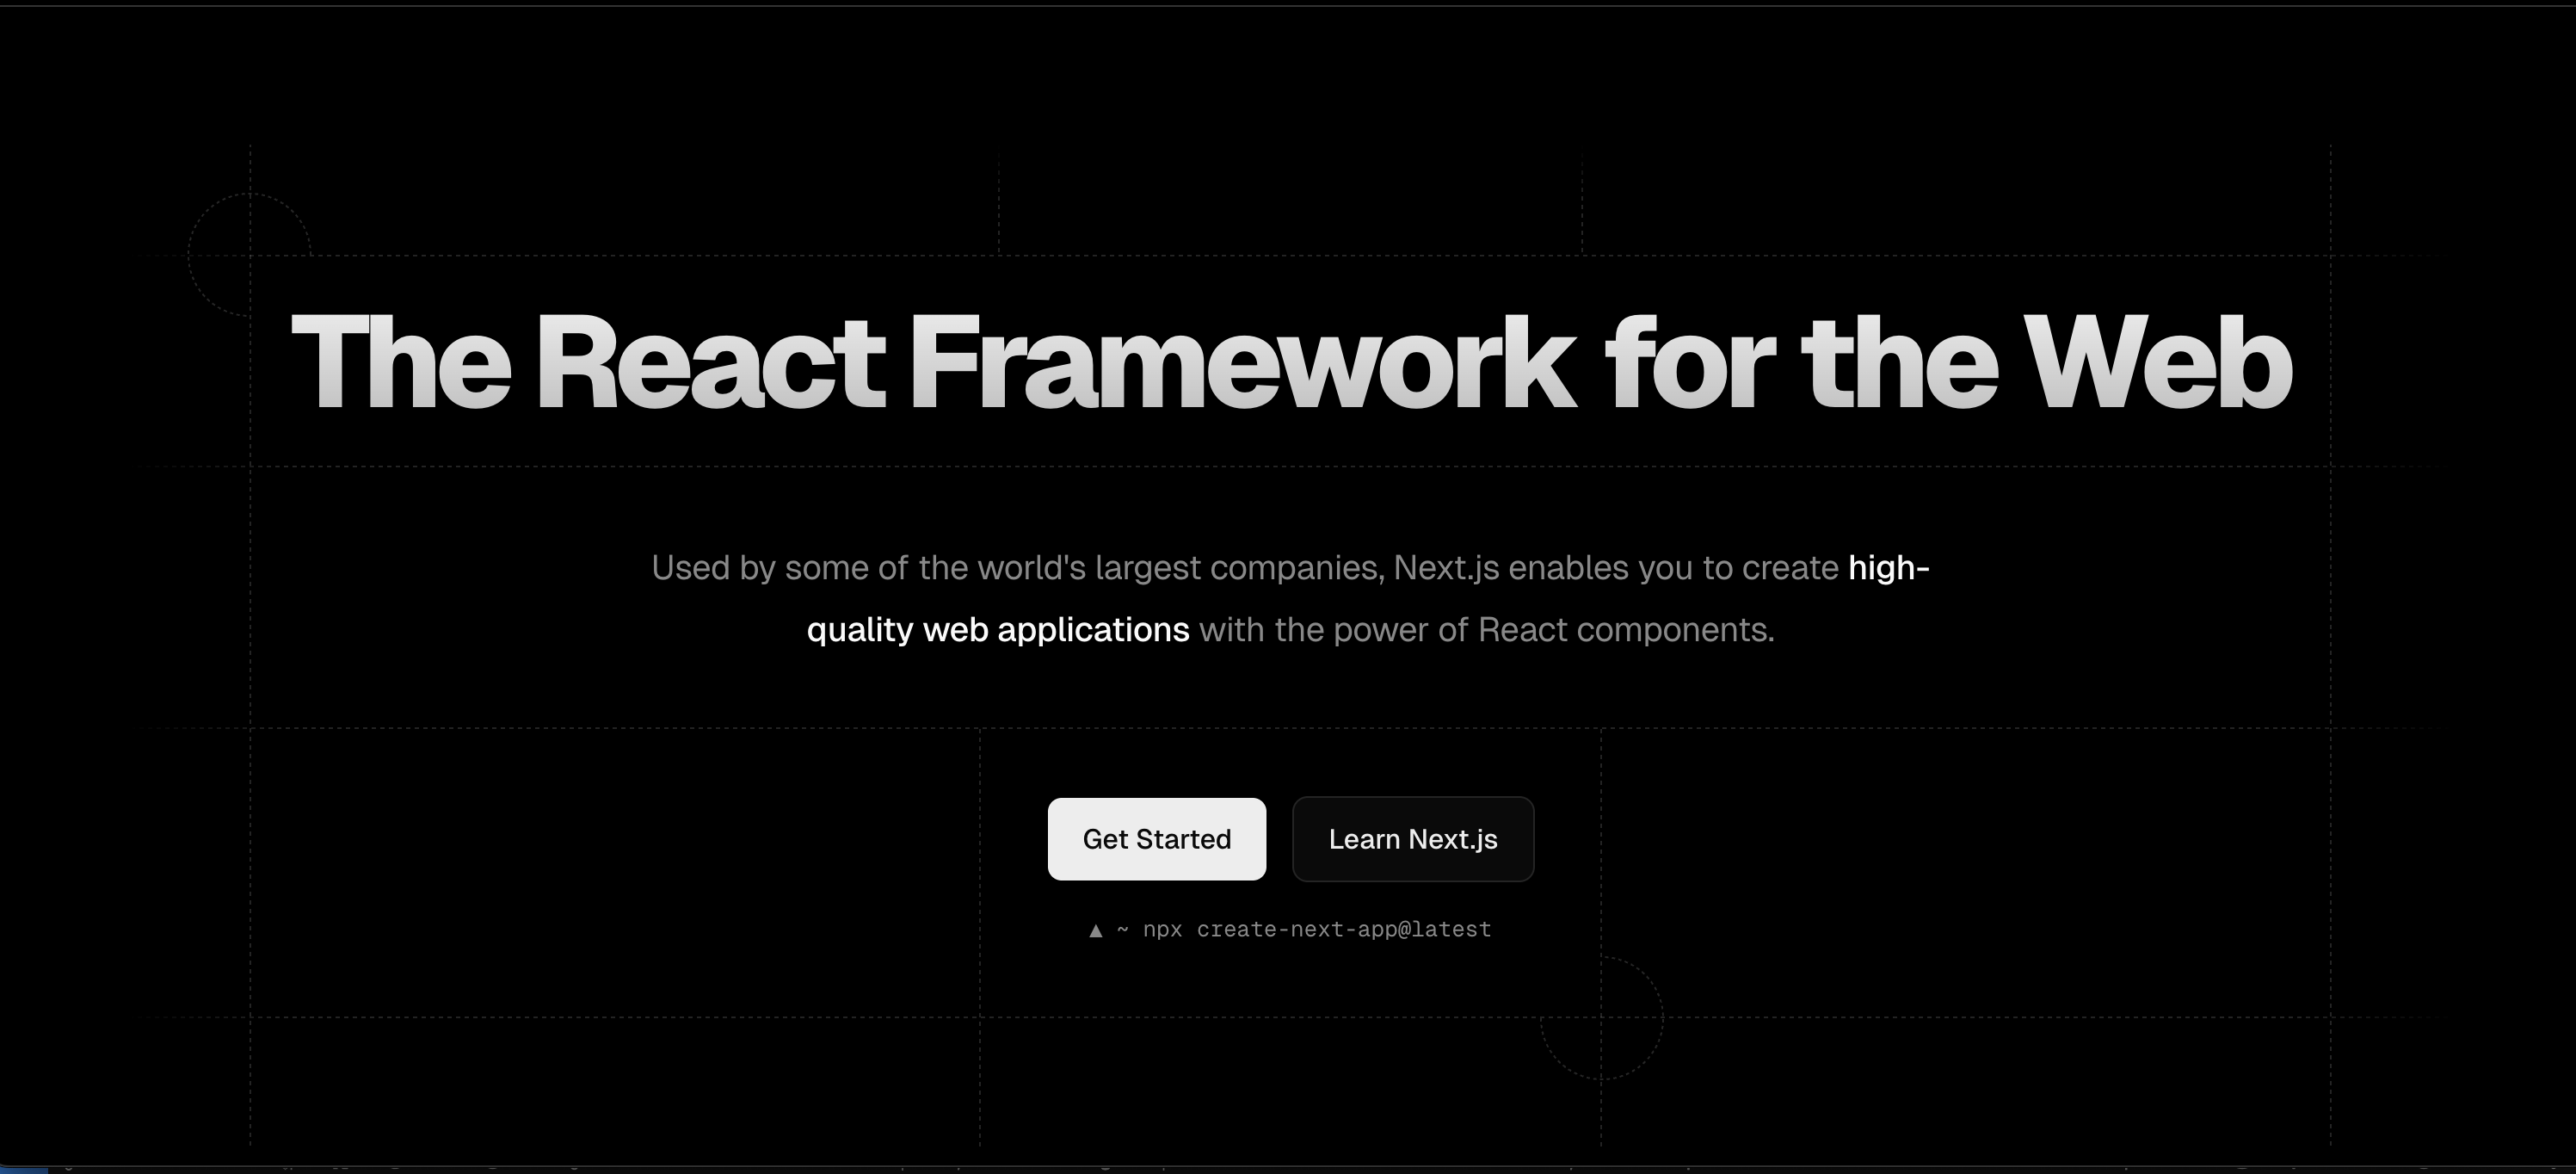 The React Framework for the Web
Used by some of the world's largest companies, Next.js enables you to create high-
quality web applications with the power of React components.
Get Started
Learn Next.js
▲ ~ npx create-next-app@latest